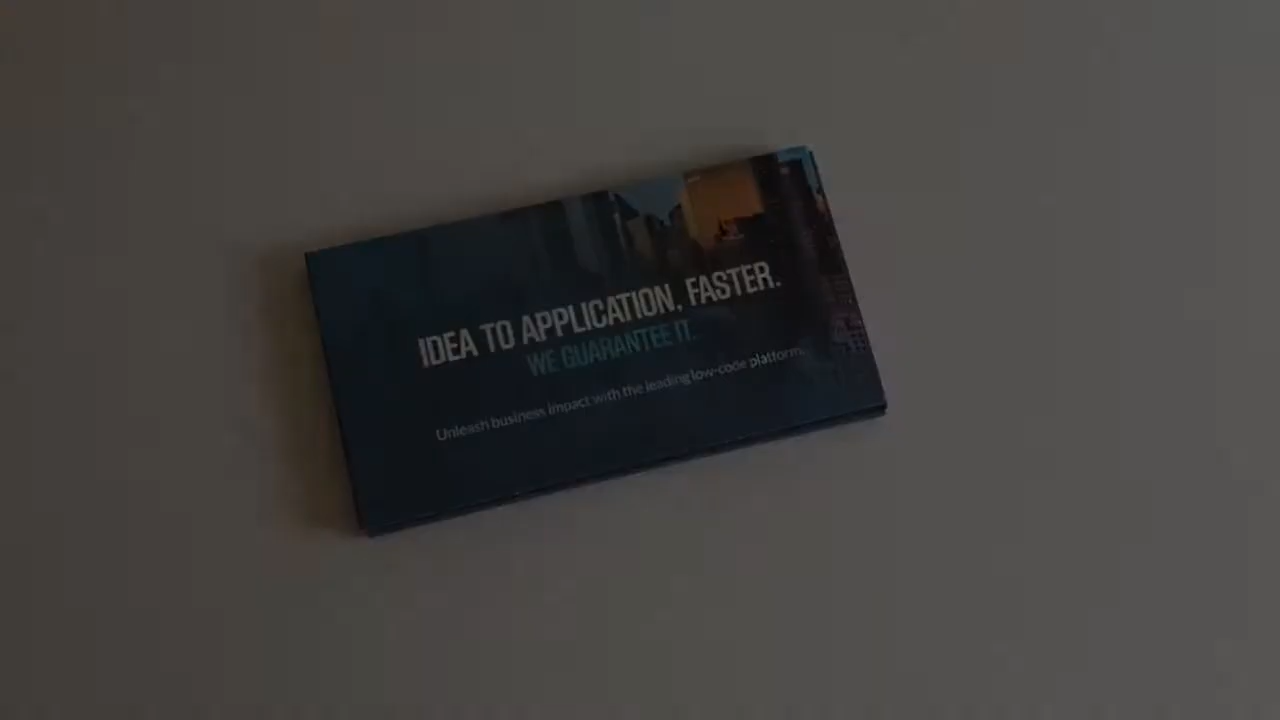 IDEA TO APPLICATION, FASTER.
WE GUARANTEE IT.
Unleash business impact with the leading low-code platform.